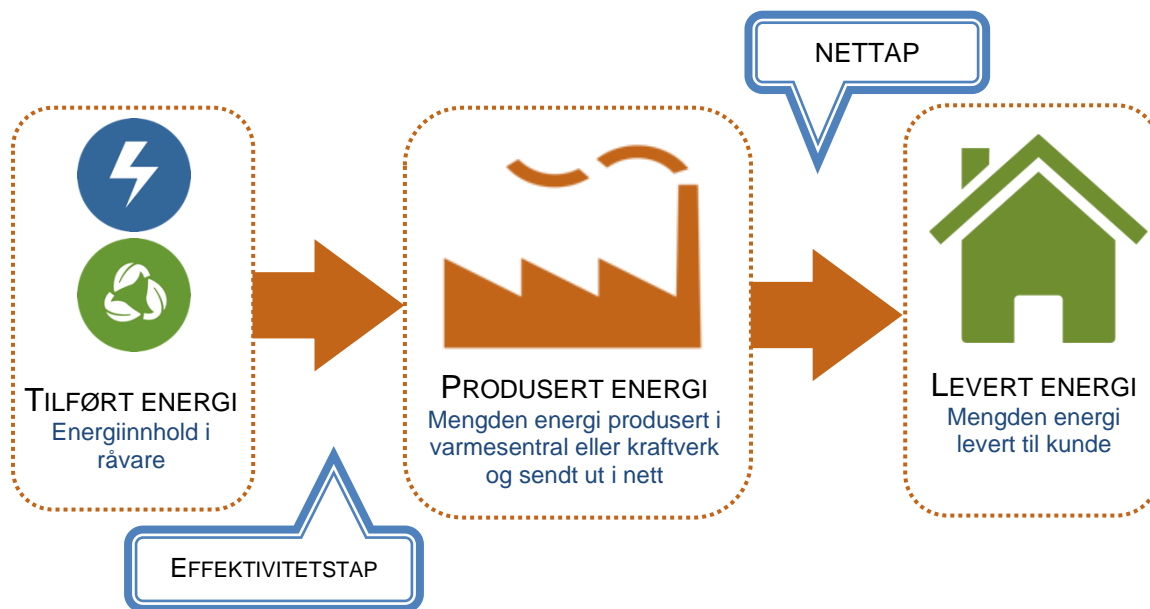 NETTAP
TILFØRT ENERGI
Energiinnhold i
råvare
PRODUSERT ENERGI
Mengden energi produsert i
varmesentral eller kraftverk
og sendt ut i nett
LEVERT ENERGI
Mengden energi
levert til kunde
EFFEKTIVITETSTAP